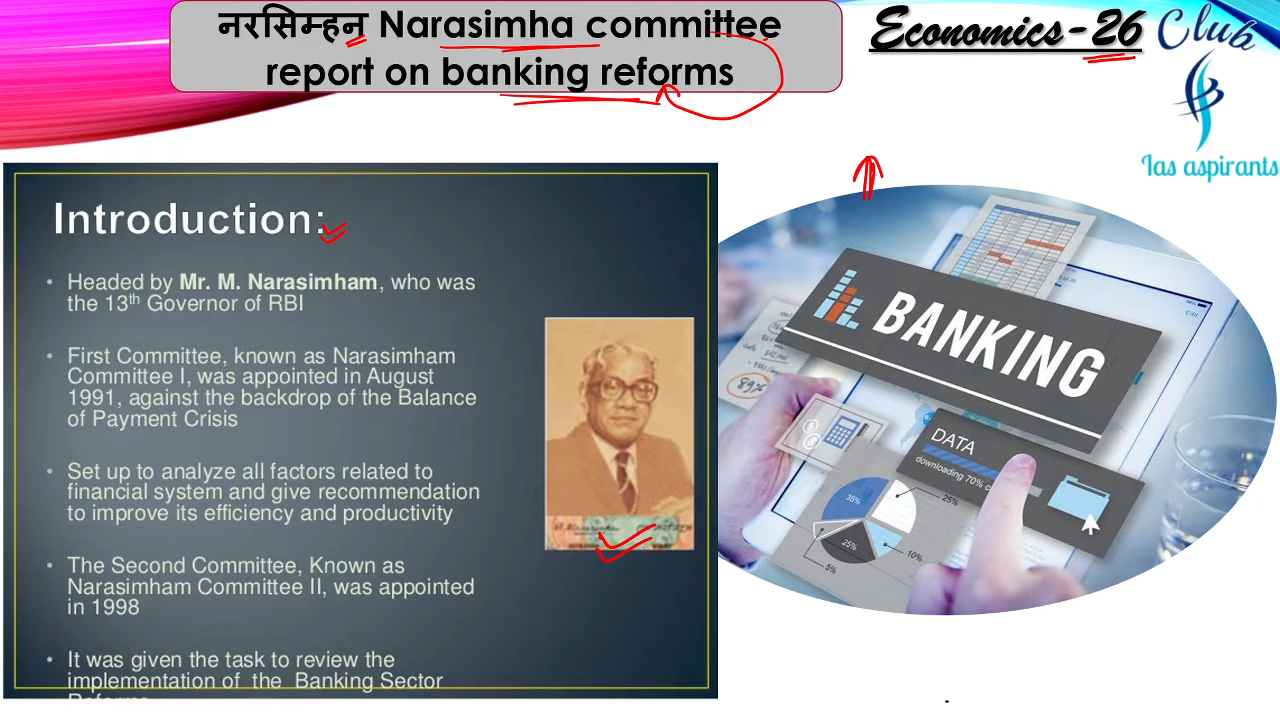 नरसिम्हन Narasimha committee
report on banking reforms
Economics-26
Club
Ias aspirants
Introduction:
• Headed by Mr. M. Narasimham, who was
the 13th Governor of RBI
• First Committee, known as Narasimham
Committee I, was appointed in August
1991, against the backdrop of the Balance
of Payment Crisis
• Set up to analyze all factors related to
financial system and give recommendation
to improve its efficiency and productivity
• The Second Committee, Known as
Narasimham Committee II, was appointed
in 1998
• It was given the task to review the
implementation of the Banking Sector
BANKING
DATA
downloading 70%
Edit
89%
35%
25%
25%
10%
5%